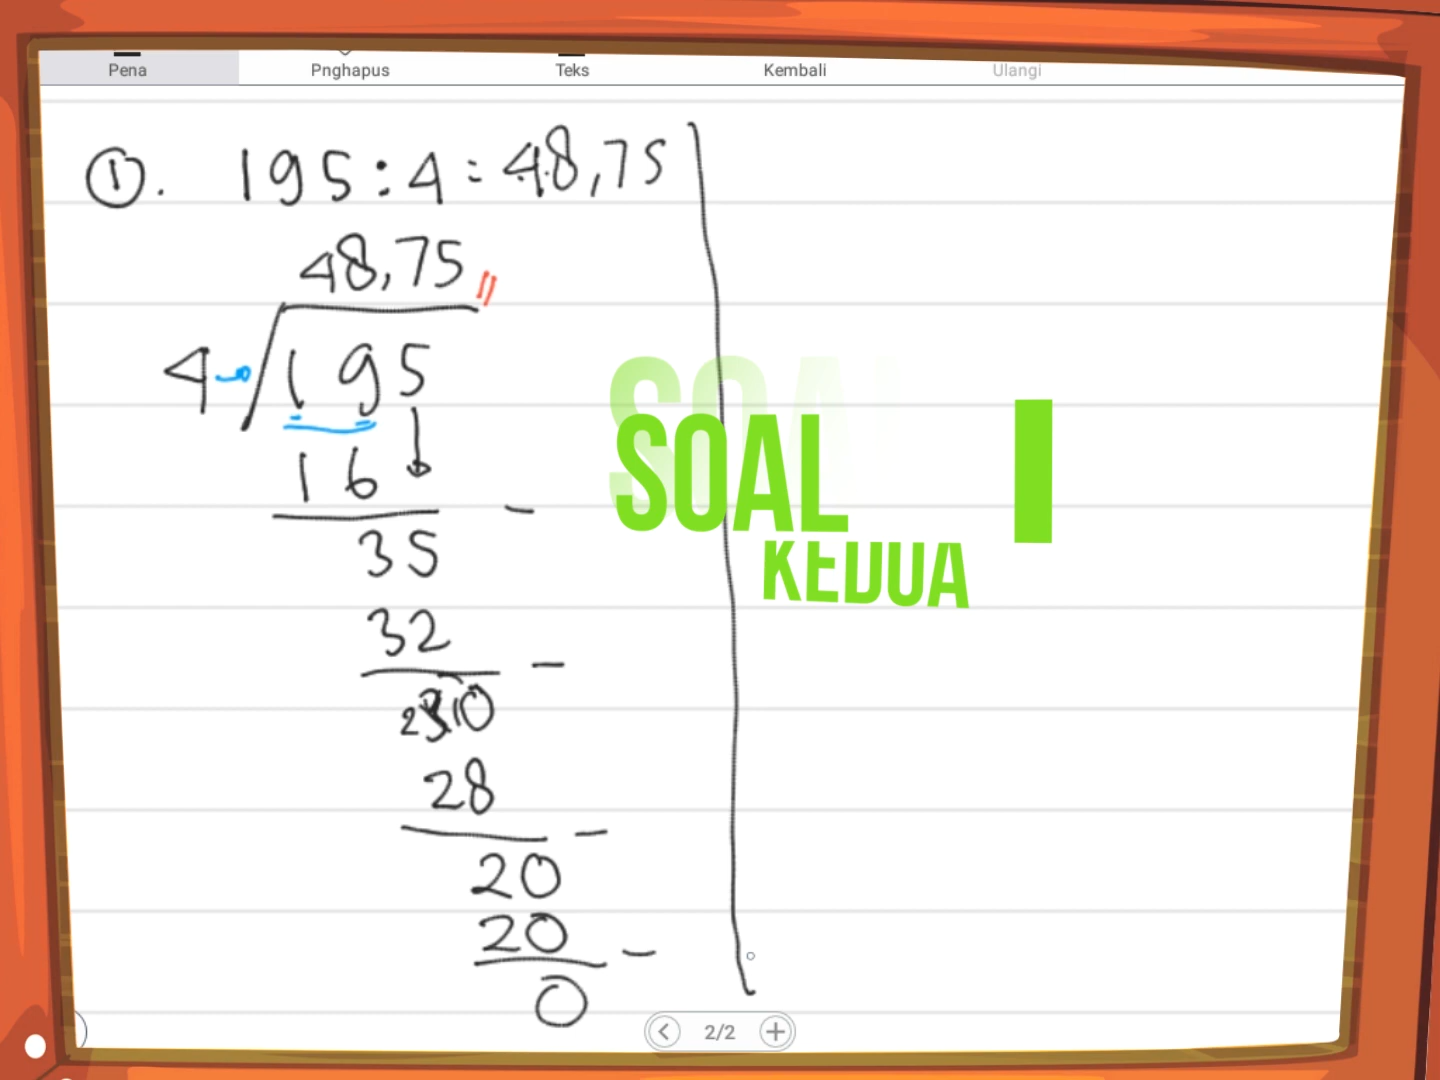 Pena Pnghapus Teks Kembali Ulangi
①. 195 : 4 = 48,75
48,75 //
4 195
16
35 -
32
30 -
28
20 -
20
0 -
SOAL
SOAL
KEDUA
2/2